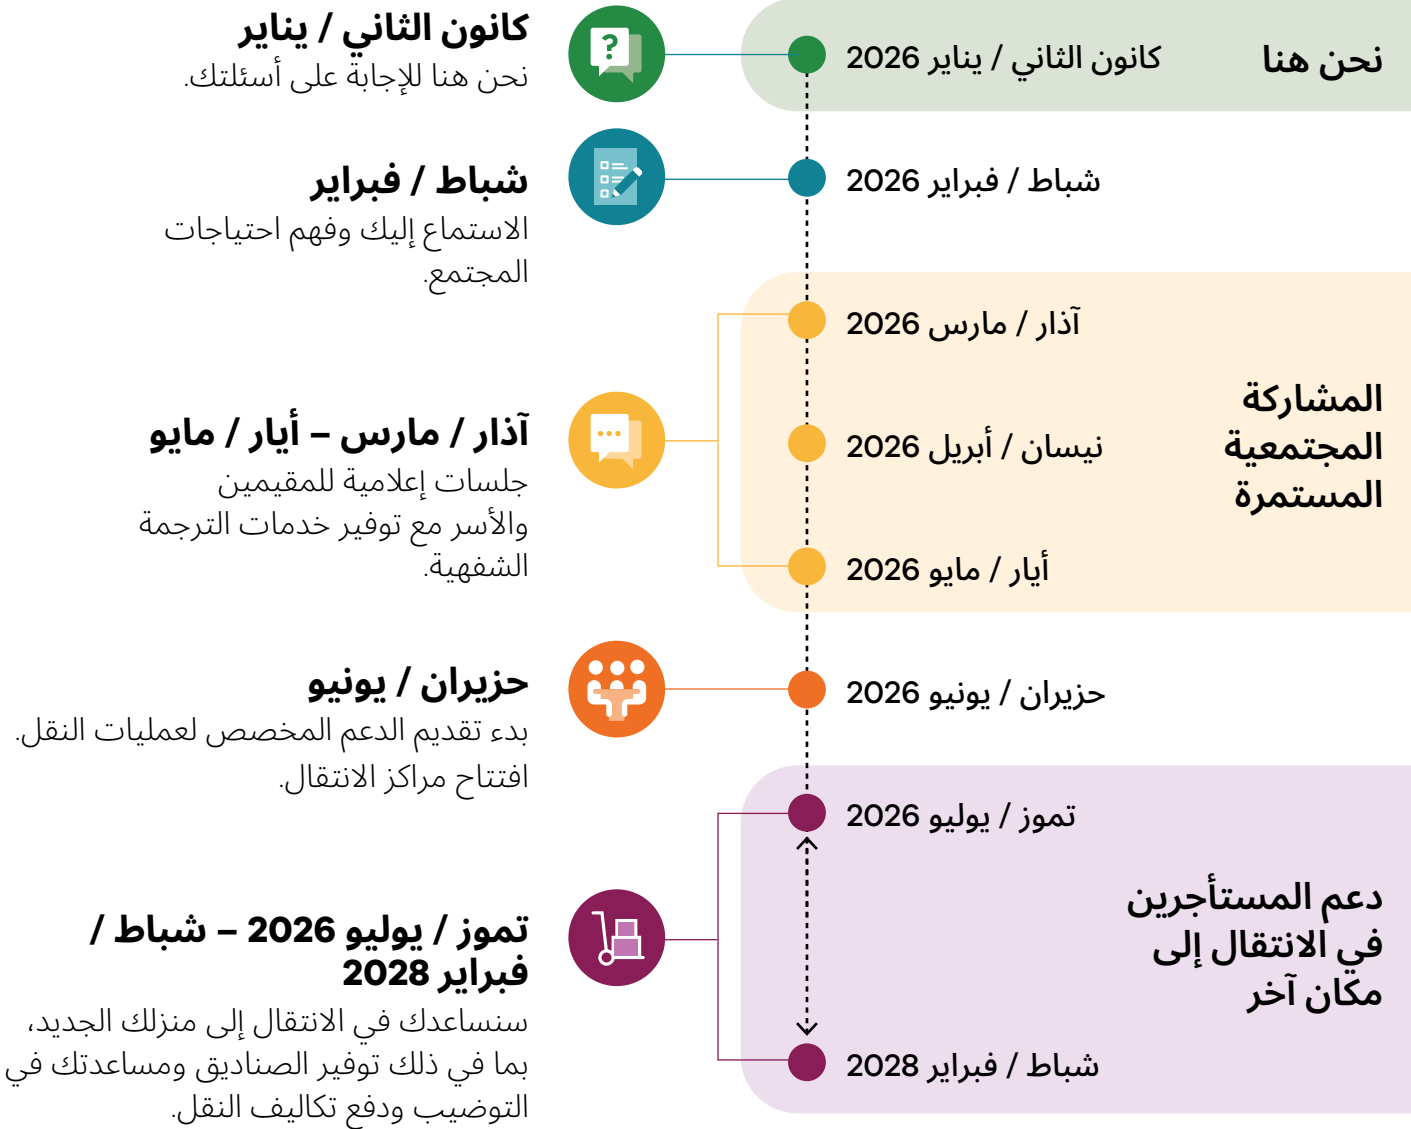 نحن هنا
كانون الثاني / يناير 2026
كانون الثاني / يناير
نحن هنا للإجابة على أسئلتك.
شباط / فبراير 2026
شباط / فبراير
الاستماع إليك وفهم احتياجات
المجتمع.
المشاركة
المجتمعية
المستمرة
آذار / مارس 2026
نيسان / أبريل 2026
أيار / مايو 2026
آذار / مارس – أيار / مايو
جلسات إعلامية للمقيمين
والأسر مع توفير خدمات الترجمة
الشفهية.
حزيران / يونيو 2026
حزيران / يونيو
بدء تقديم الدعم المخصص لعمليات النقل.
افتتاح مراكز الانتقال.
دعم المستأجرين
في الانتقال إلى
مكان آخر
تموز / يوليو 2026
شباط / فبراير 2028
تموز / يوليو 2026 – شباط /
فبراير 2028
سنساعدك في الانتقال إلى منزلك الجديد،
بما في ذلك توفير الصناديق ومساعدتك في
التوضيب ودفع تكاليف النقل.
?